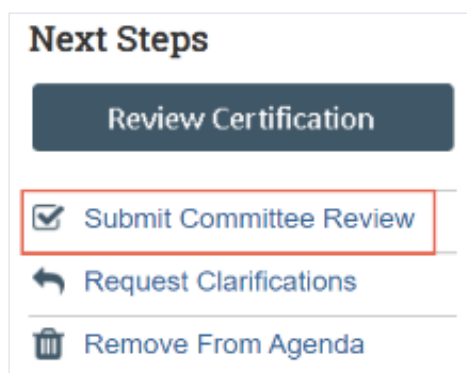 Next Steps
Review Certification
Submit Committee Review
Request Clarifications
Remove From Agenda